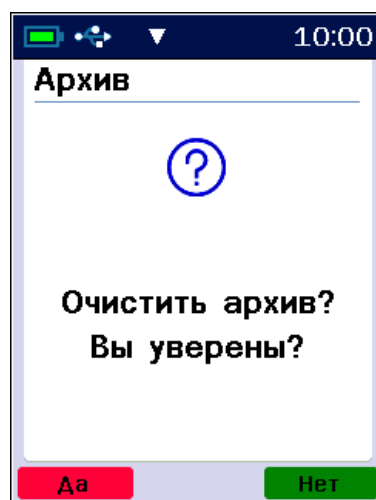 10:00
Архив
Очистить архив?
Вы уверены?
Да
Нет